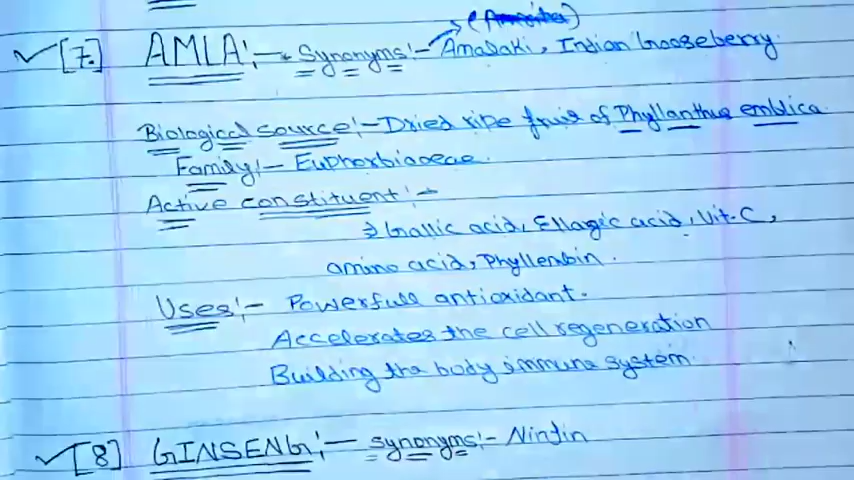 [7.] AMLA:- Synonyms:- Amalaki, Indian Gooseberry
Biological source:- Dried ripe fruit of Phyllanthus emblica
Family:- Euphorbiaceae.
Active constituent:-
Gallic acid, Ellagic acid, Vit. C,
amino acid, Phyllembin.
Uses:- Powerfull antioxidant.
Accelerates the cell regeneration
Building the body immune system.
[8] GINSENG:- synonyms:- Ninjin